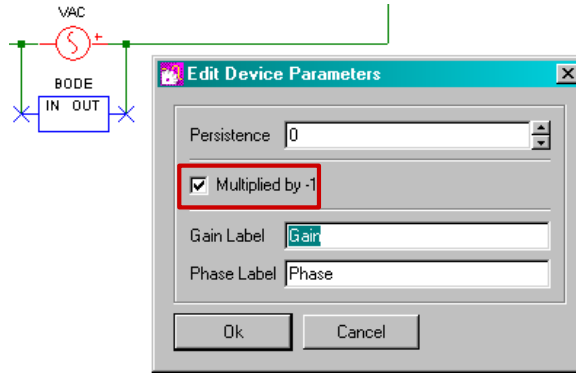 VAC
+
BODE
IN OUT
Edit Device Parameters
Persistence 0
Multiplied by -1
Gain Label Gain
Phase Label Phase
Ok Cancel